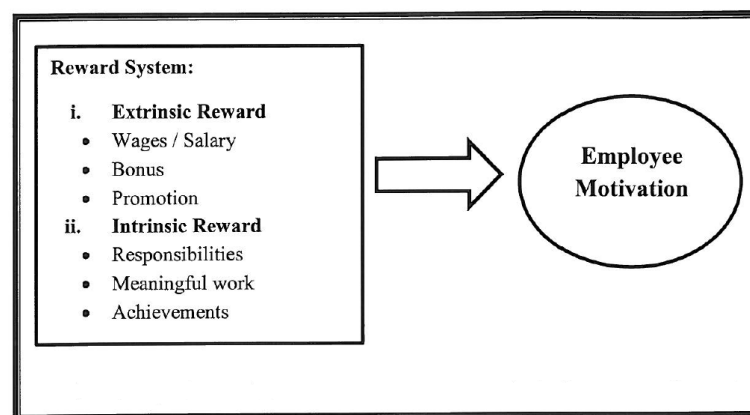 Reward System:
i. Extrinsic Reward
• Wages / Salary
• Bonus
• Promotion
ii. Intrinsic Reward
• Responsibilities
• Meaningful work
• Achievements
Employee
Motivation